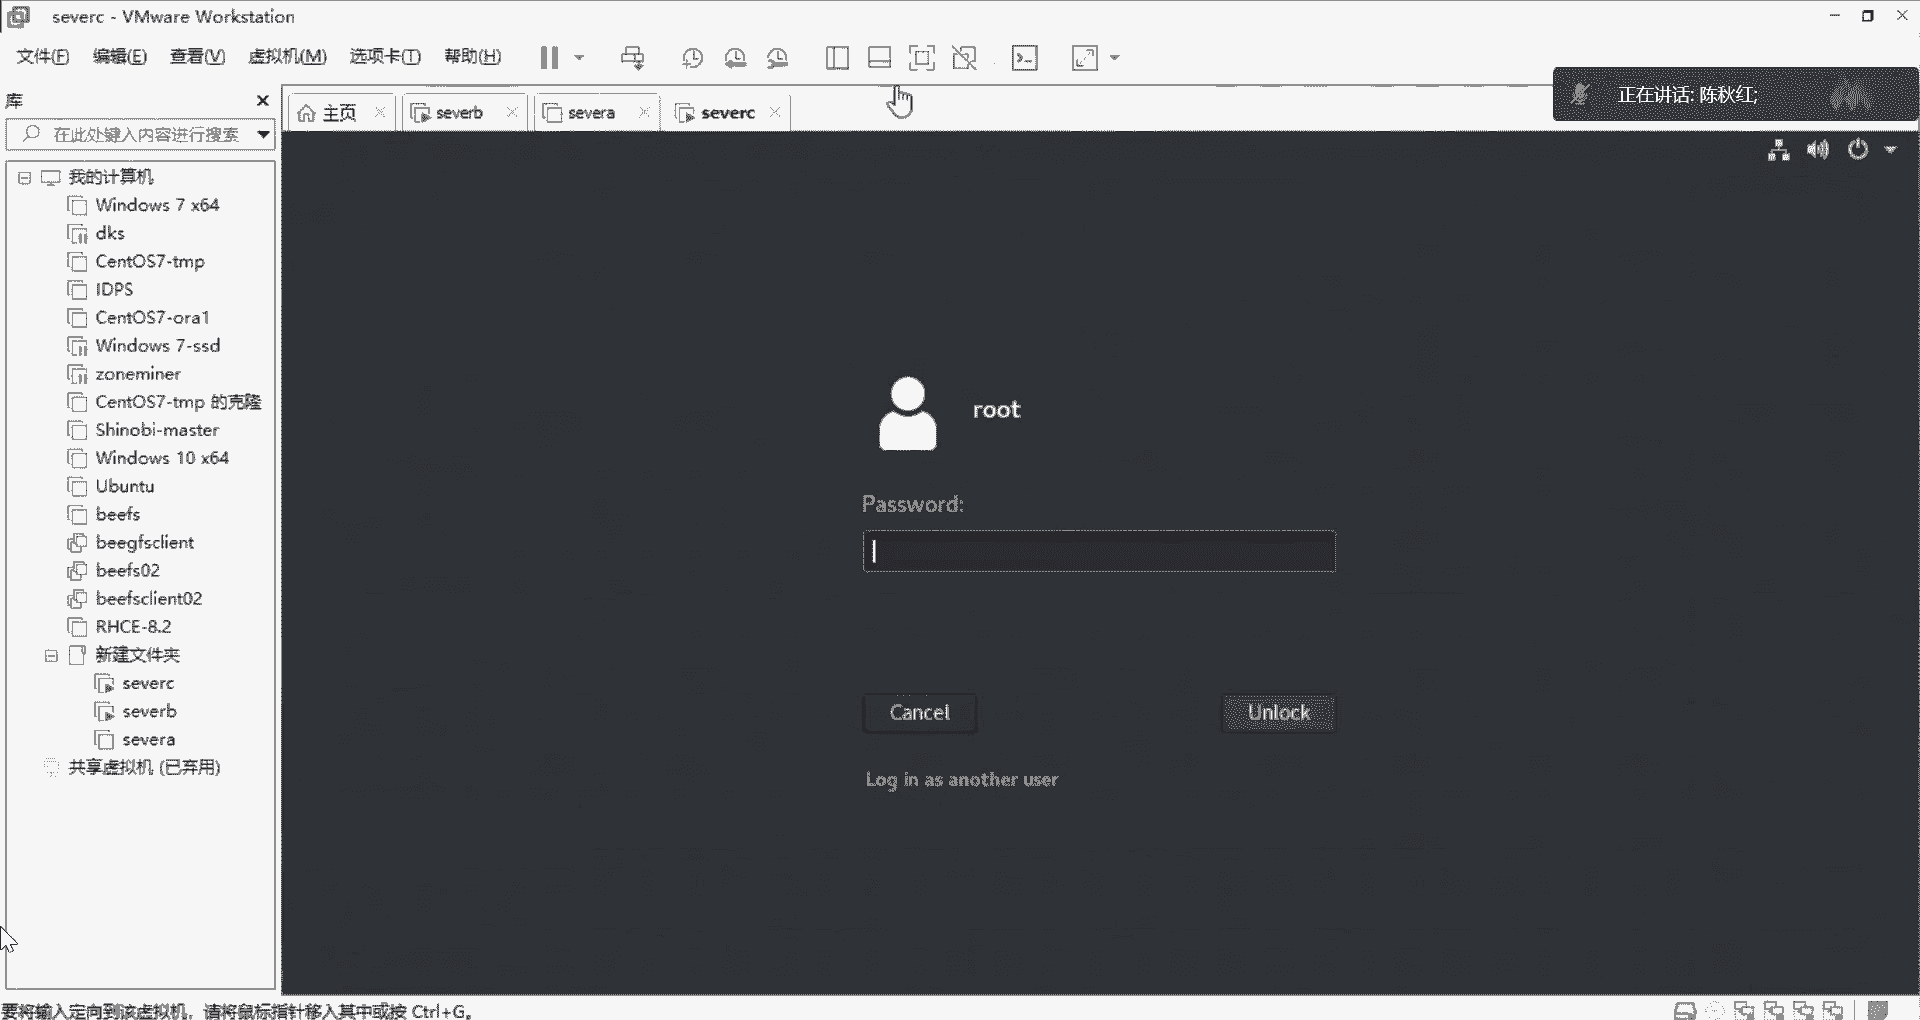 severc - VMware Workstation
文件(F) 编辑(E) 查看(V) 虚拟机(M) 选项卡(T) 帮助(H)
正在讲话: 陈秋红;
库
主页 severb severa severc
在此处键入内容进行搜索
我的计算机
Windows 7 x64
dks
CentOS7-tmp
IDPS
CentOS7-ora1
Windows 7-ssd
zoneminer
CentOS7-tmp 的克隆
Shinobi-master
Windows 10 x64
Ubuntu
beefs
beegfsclient
beefs02
beefsclient02
RHCE-8.2
新建文件夹
severc
severb
severa
共享虚拟机 (已弃用)
root
Password:
Cancel
Unlock
Log in as another user
要将输入定向到该虚拟机，请将鼠标指针移入其中或按 Ctrl+G。